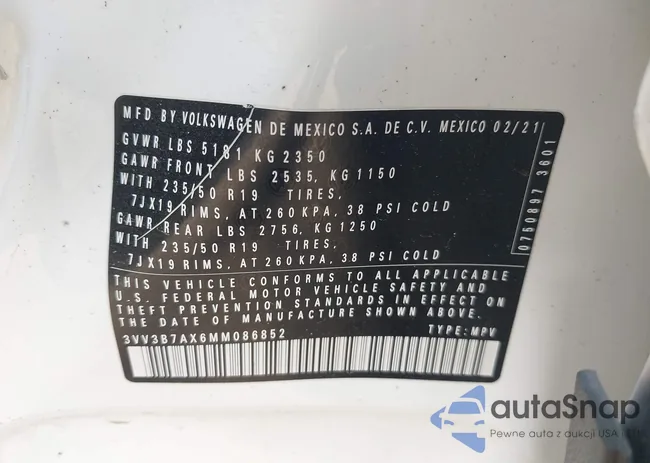 MFD BY VOLKSWAGEN DE MEXICO S.A. DE C.V. MEXICO 02/21
GVWR LBS 5181 KG 2350
GAWR FRONT LBS 2535, KG 1150
WITH 235/50 R19 TIRES,
7JX19 RIMS, AT 260 KPA, 38 PSI COLD
GAWR REAR LBS 2756, KG 1250
WITH 235/50 R19 TIRES,
7JX19 RIMS, AT 260 KPA, 38 PSI COLD
THIS VEHICLE CONFORMS TO ALL APPLICABLE
U.S. FEDERAL MOTOR VEHICLE SAFETY AND
THEFT PREVENTION STANDARDS IN EFFECT ON
THE DATE OF MANUFACTURE SHOWN ABOVE.
3VV3B7AX6MM086852 TYPE: MPV
0750897 3601
autaSnap
Pewne auta z aukcji USA